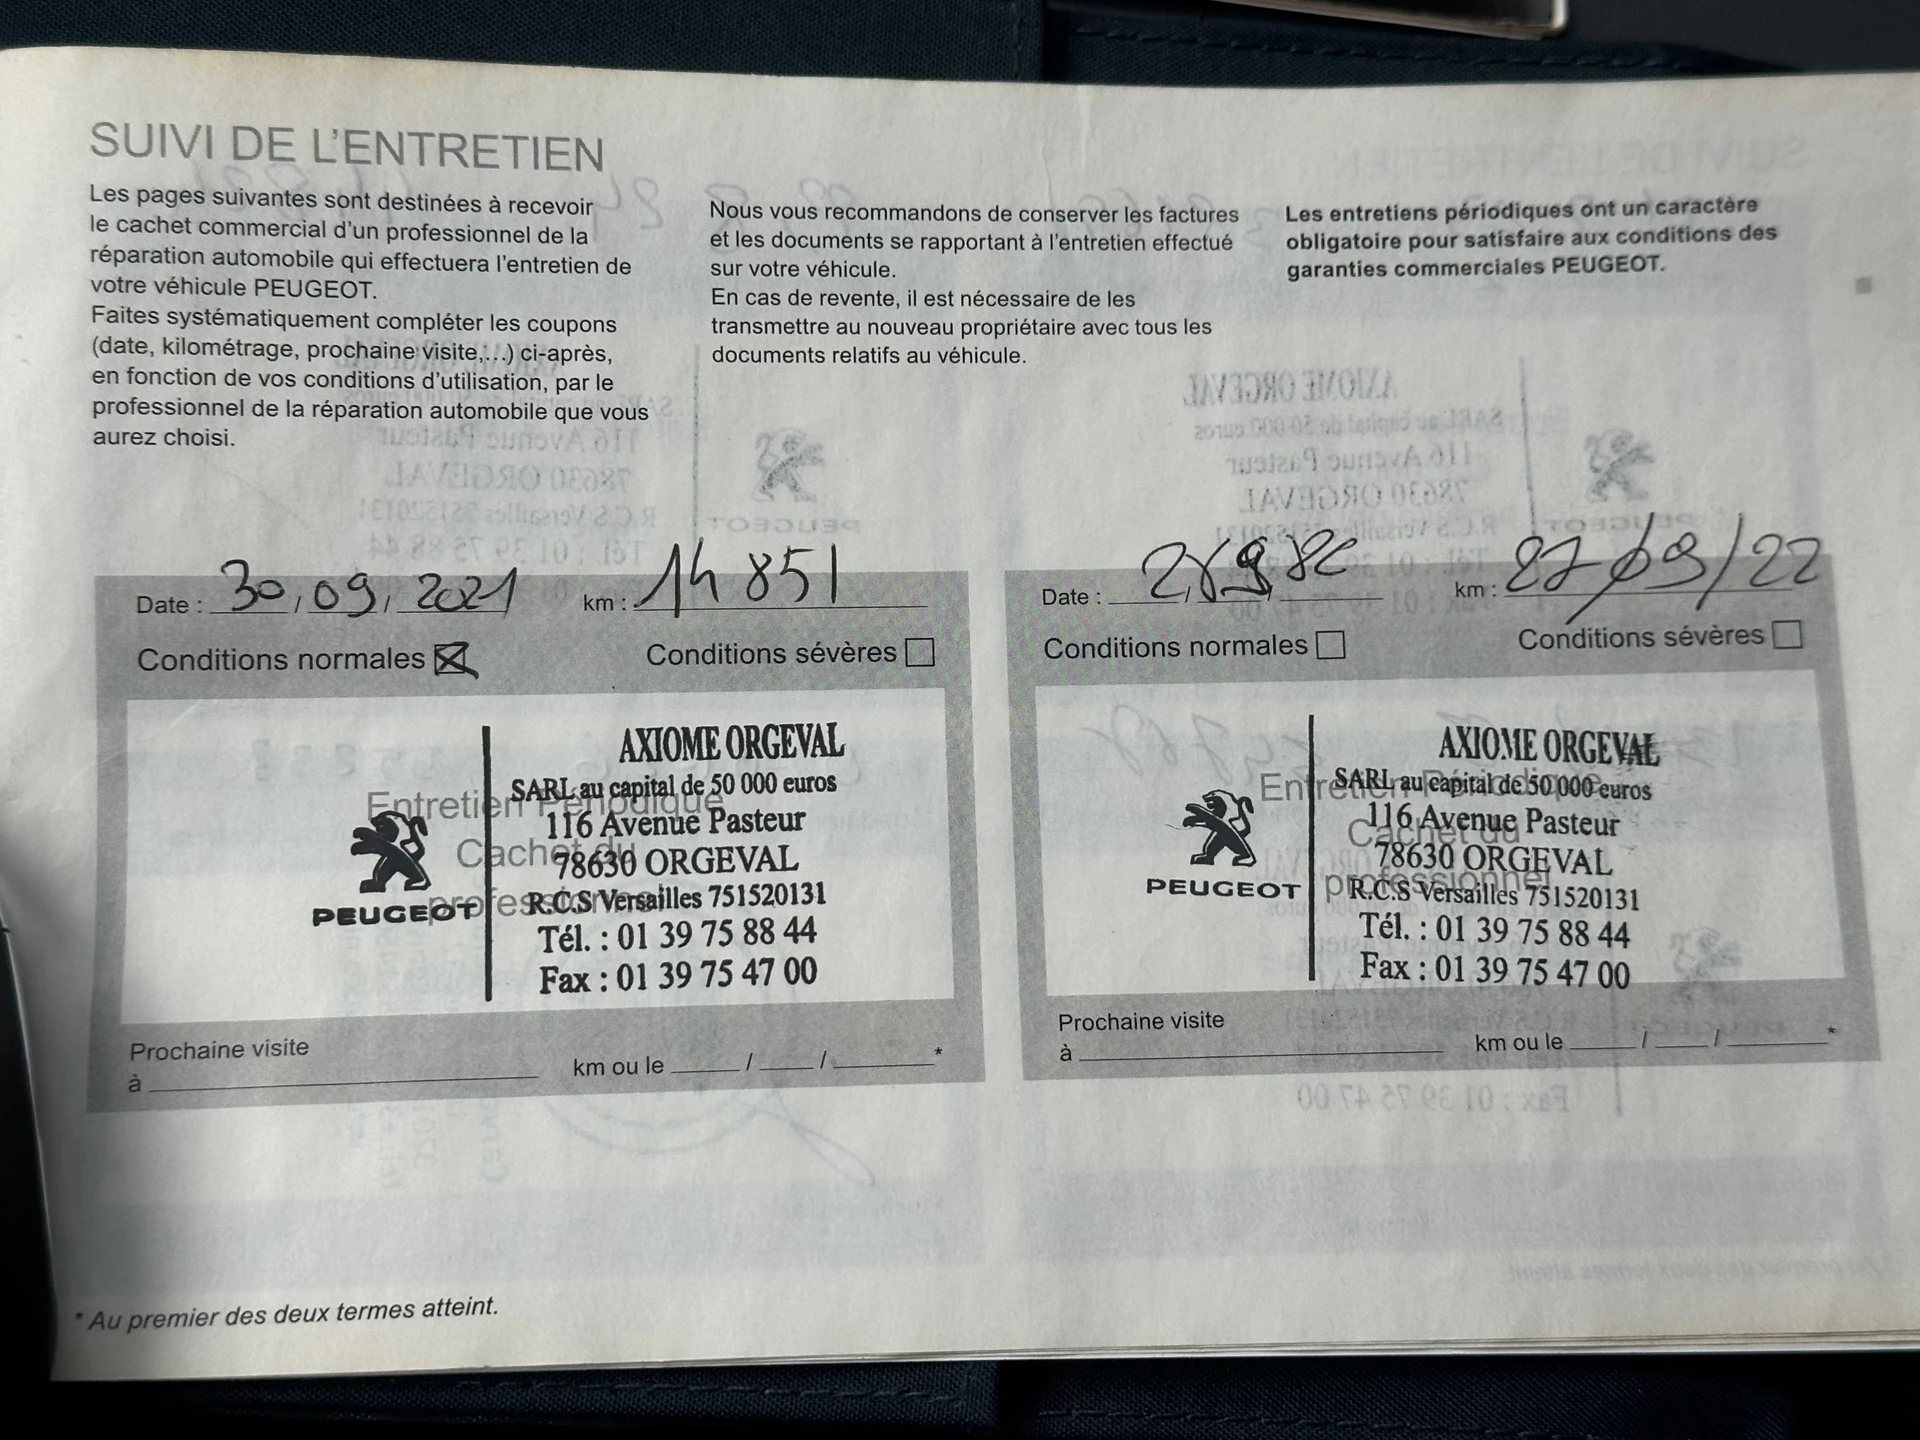 SUIVI DE L'ENTRETIEN
Les pages suivantes sont destinées à recevoir
le cachet commercial d'un professionnel de la
réparation automobile qui effectuera l'entretien de
votre véhicule PEUGEOT.
Faites systématiquement compléter les coupons
(date, kilométrage, prochaine visite,...) ci-après,
en fonction de vos conditions d'utilisation, par le
professionnel de la réparation automobile que vous
aurez choisi.
Nous vous recommandons de conserver les factures
et les documents se rapportant à l'entretien effectué
sur votre véhicule.
En cas de revente, il est nécessaire de les
transmettre au nouveau propriétaire avec tous les
documents relatifs au véhicule.
Les entretiens périodiques ont un caractère
obligatoire pour satisfaire aux conditions des
garanties commerciales PEUGEOT.
Date : 30/09/2021 km : 14 851
Conditions normales Conditions sévères
Entretien Périodique
Cachet du
professionnel
PEUGEOT
AXIOME ORGEVAL
SARL au capital de 50 000 euros
116 Avenue Pasteur
78630 ORGEVAL
R.C.S Versailles 751520131
Tél. : 01 39 75 88 44
Fax : 01 39 75 47 00
Prochaine visite
à km ou le / / *
Date : km : 27/09/22
Conditions normales Conditions sévères
Entretien Périodique
Cachet du
professionnel
PEUGEOT
AXIOME ORGEVAL
SARL au capital de 50 000 euros
116 Avenue Pasteur
78630 ORGEVAL
R.C.S Versailles 751520131
Tél. : 01 39 75 88 44
Fax : 01 39 75 47 00
Prochaine visite
à km ou le / / *
* Au premier des deux termes atteint.